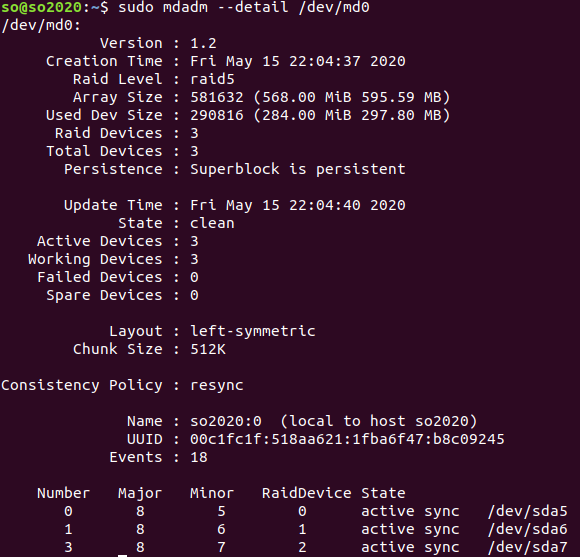 so@so2020:~$ sudo mdadm --detail /dev/md0
/dev/md0:
Version : 1.2
Creation Time : Fri May 15 22:04:37 2020
Raid Level : raid5
Array Size : 581632 (568.00 MiB 595.59 MB)
Used Dev Size : 290816 (284.00 MiB 297.80 MB)
Raid Devices : 3
Total Devices : 3
Persistence : Superblock is persistent
Update Time : Fri May 15 22:04:40 2020
State : clean
Active Devices : 3
Working Devices : 3
Failed Devices : 0
Spare Devices : 0
Layout : left-symmetric
Chunk Size : 512K
Consistency Policy : resync
Name : so2020:0  (local to host so2020)
UUID : 00c1fc1f:518aa621:1fba6f47:b8c09245
Events : 18
Number   Major   Minor   RaidDevice State
0       8        5        0      active sync   /dev/sda5
1       8        6        1      active sync   /dev/sda6
3       8        7        2      active sync   /dev/sda7